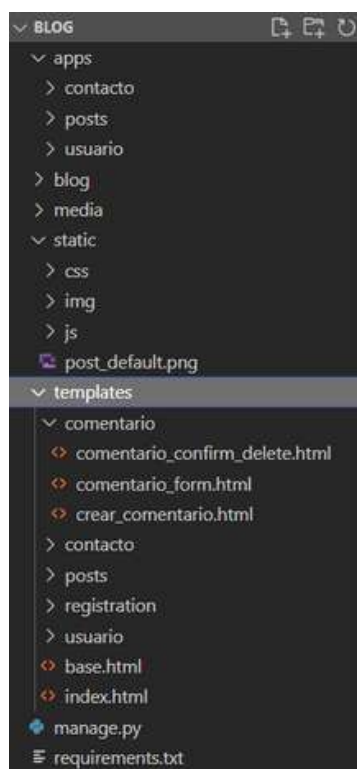 BLOG
apps
contacto
posts
usuario
blog
media
static
css
img
js
post_default.png
templates
comentario
comentario_confirm_delete.html
comentario_form.html
crear_comentario.html
contacto
posts
registration
usuario
base.html
index.html
manage.py
requirements.txt